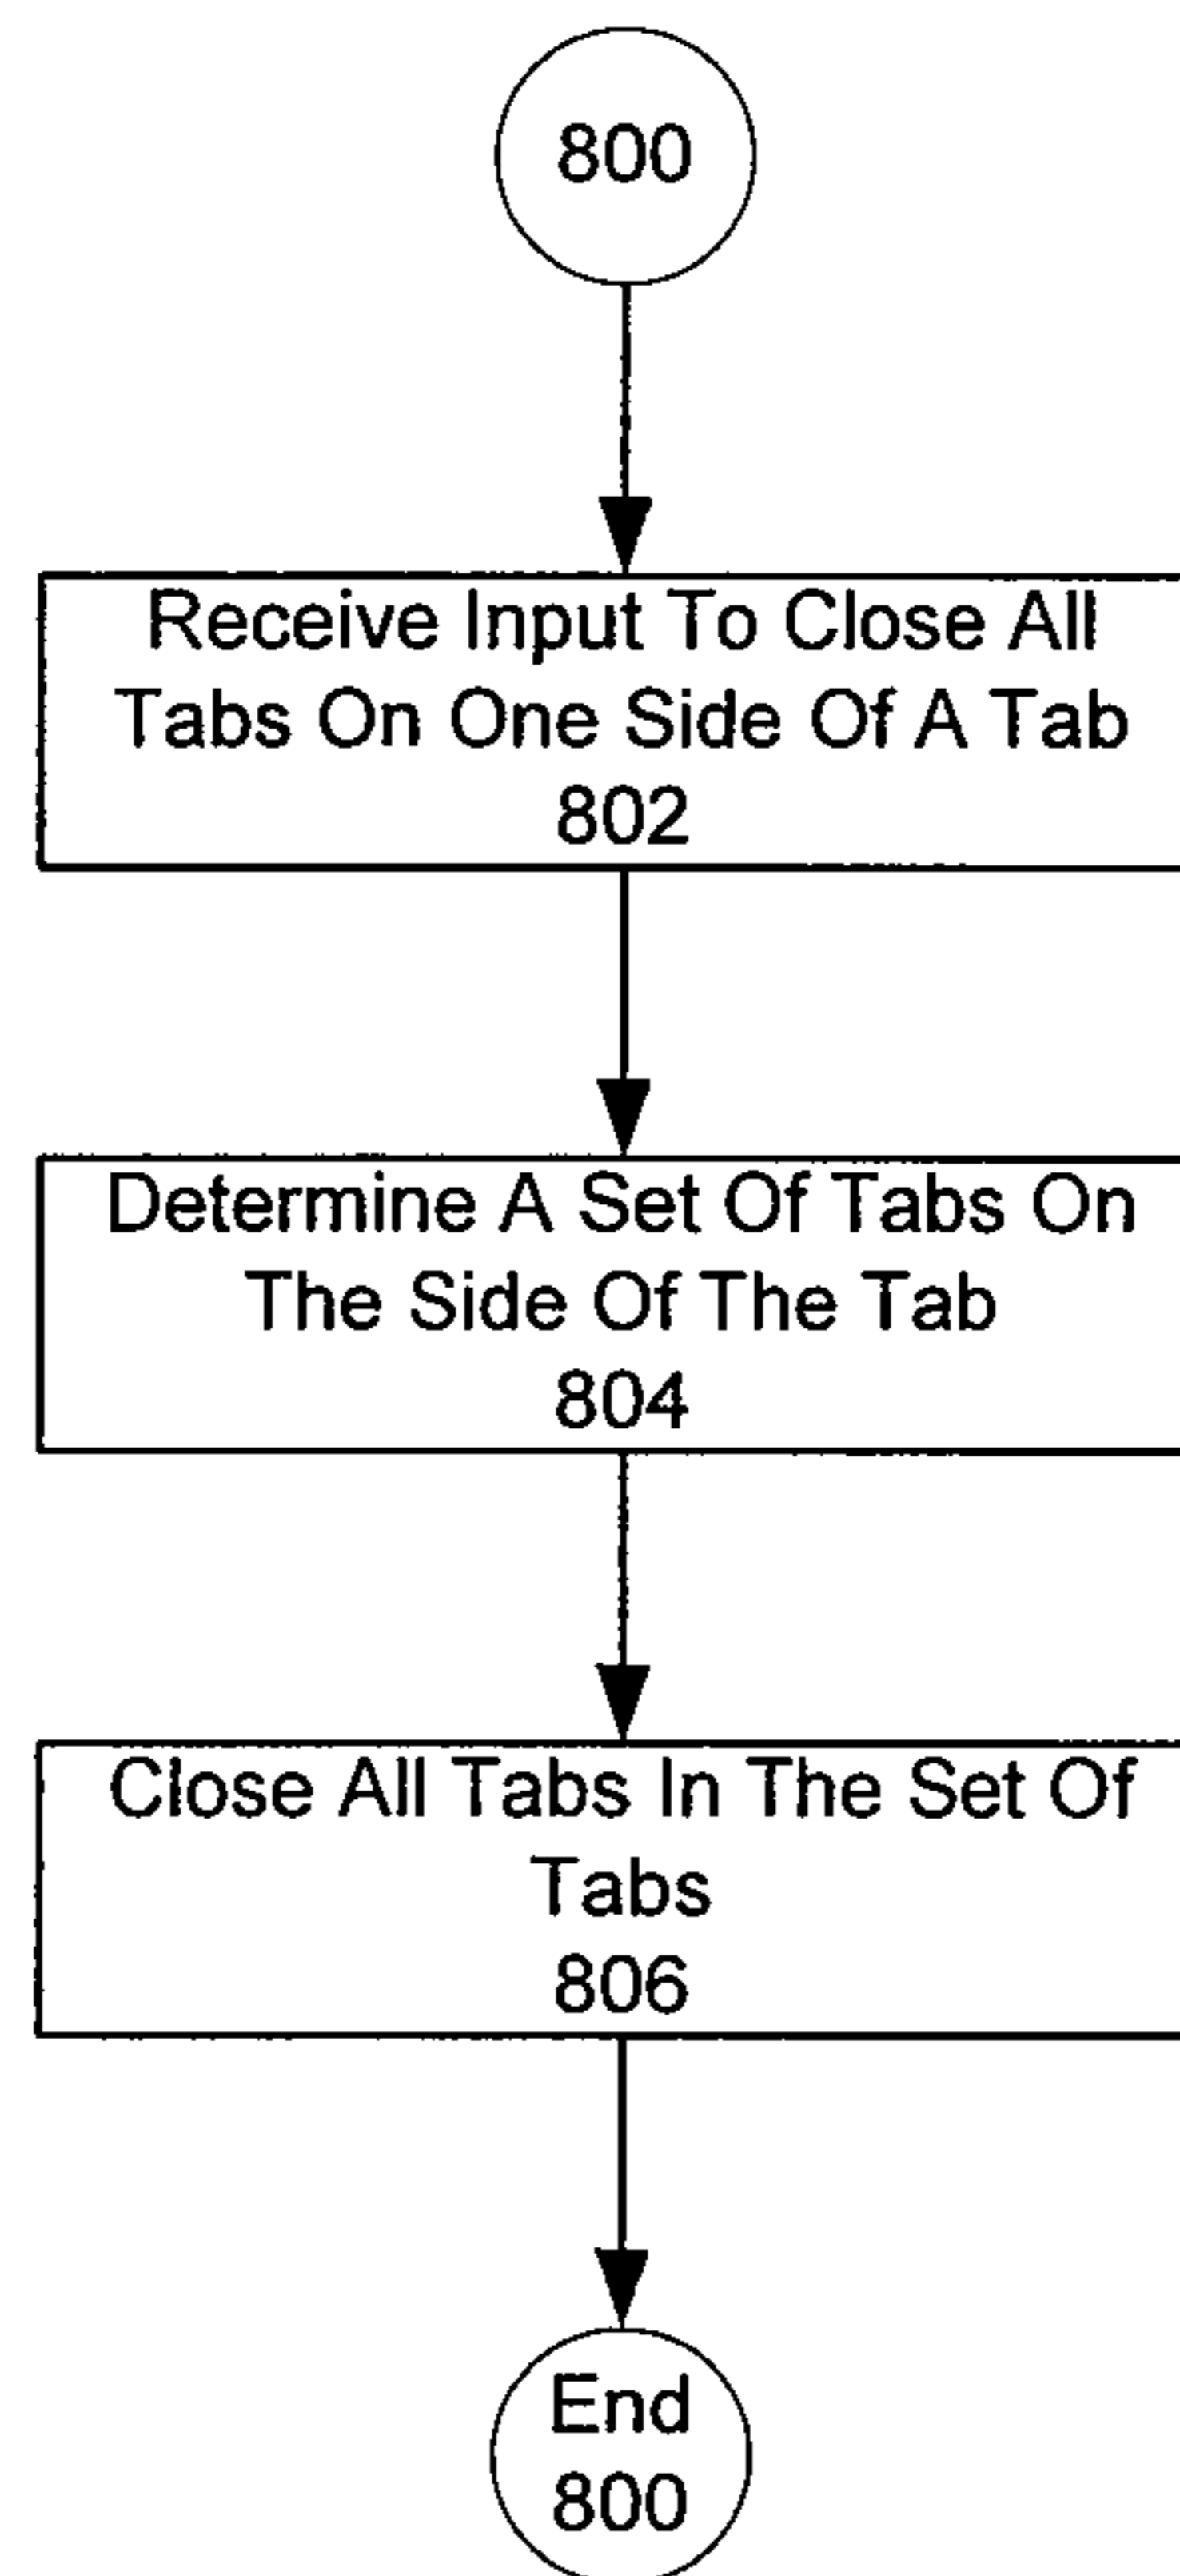 800
Receive Input To Close All
Tabs On One Side Of A Tab
802
Determine A Set Of Tabs On
The Side Of The Tab
804
Close All Tabs In The Set Of
Tabs
806
End
800